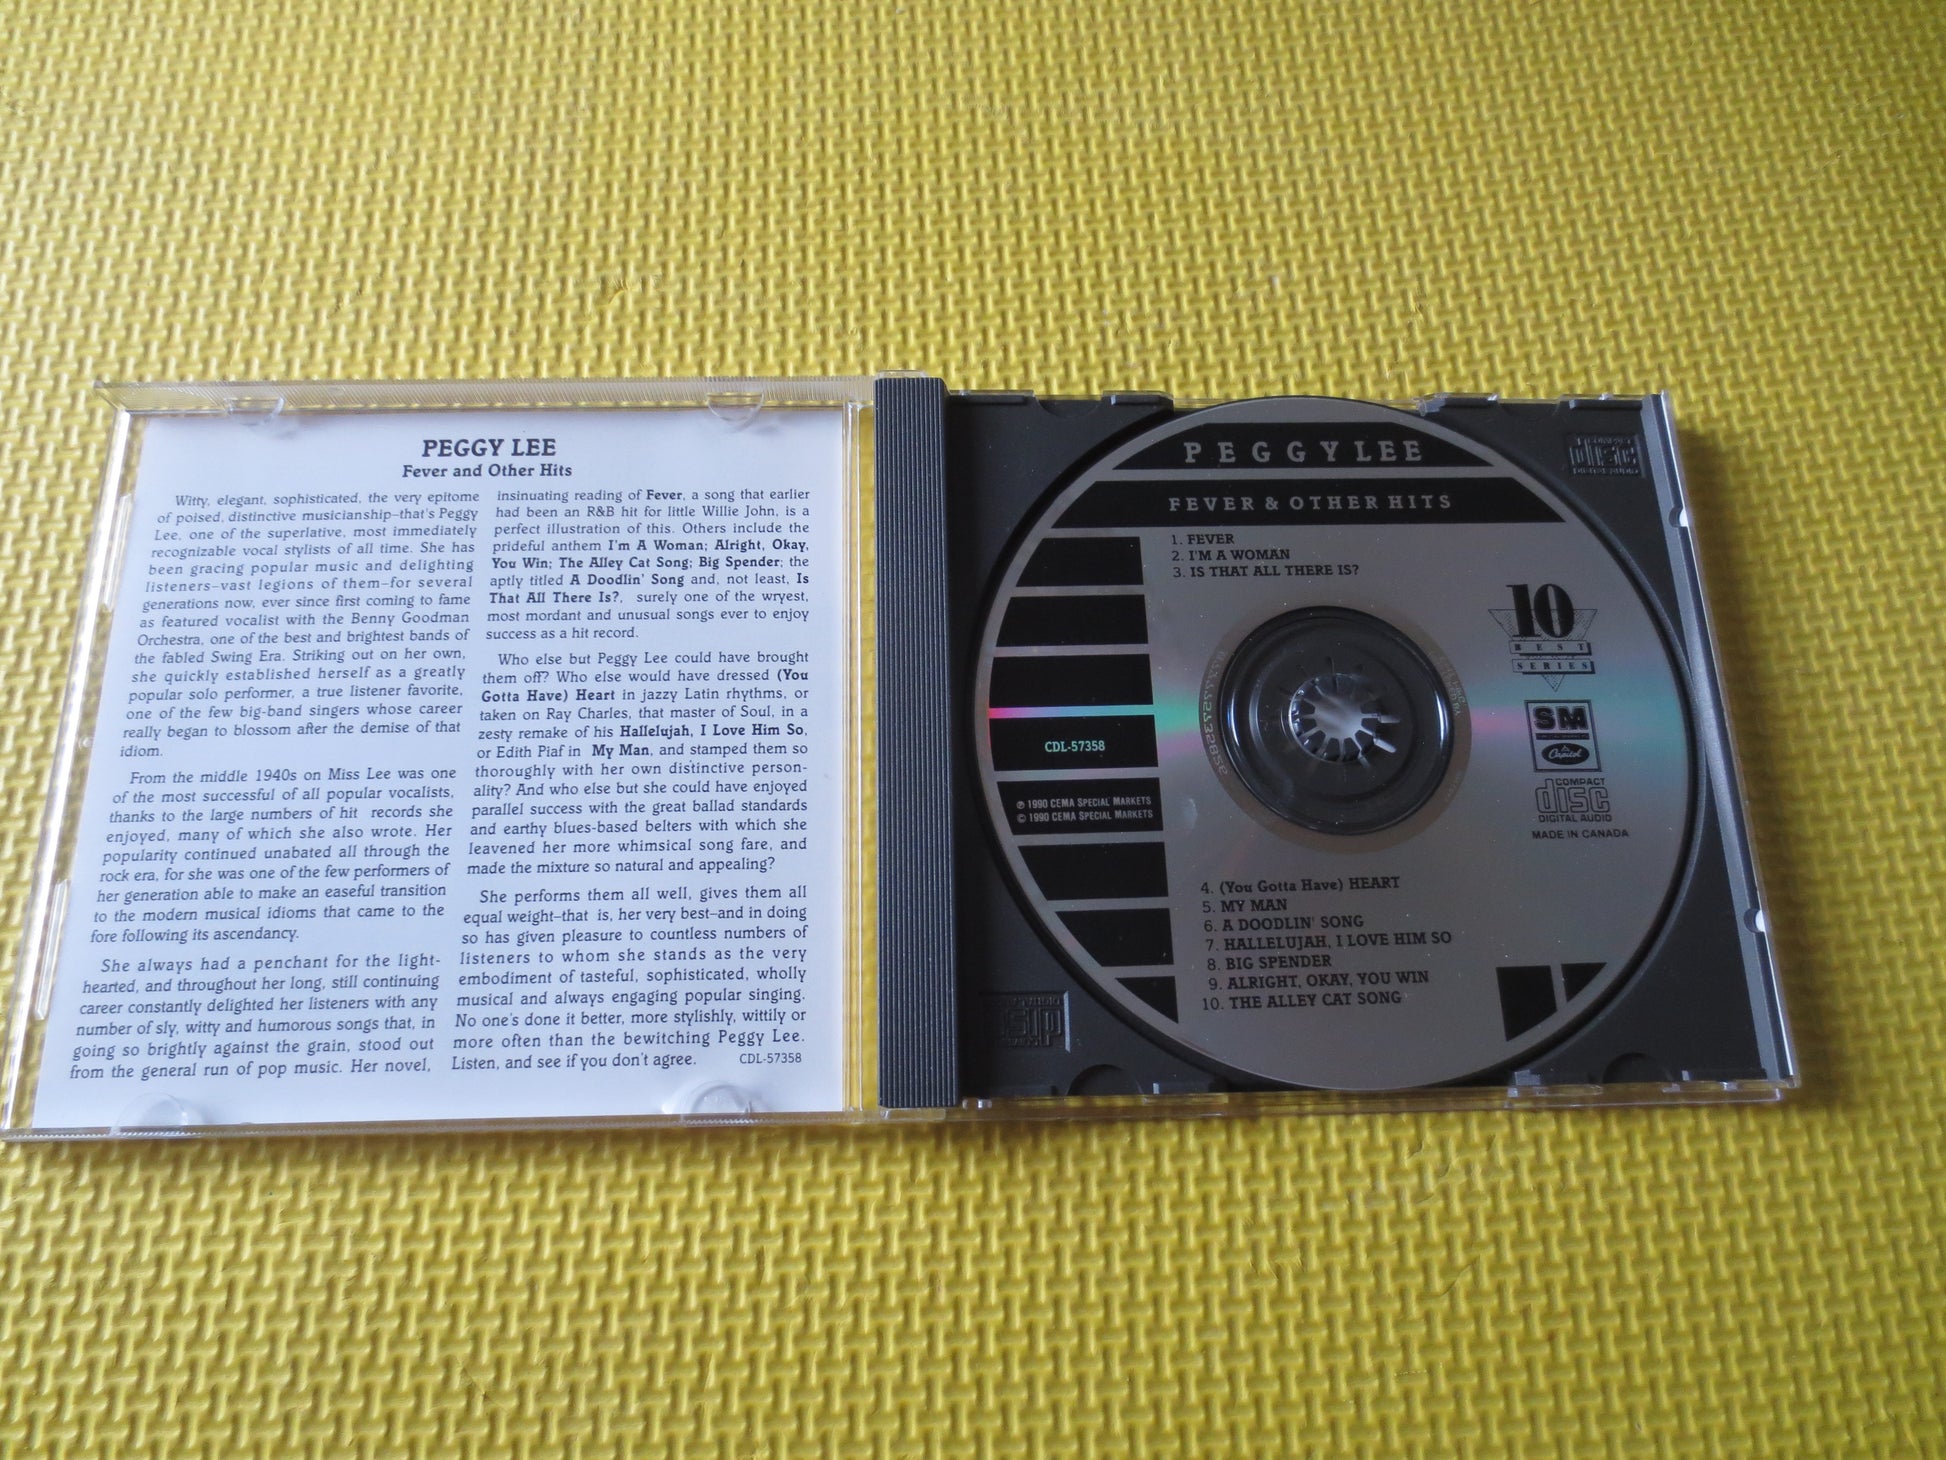 PEGGY LEE
Fever and Other Hits
Witty, elegant, sophisticated, the very epitome
of poised, distinctive musicianship–that's Peggy
Lee, one of the superlative, most immediately
recognizable vocal stylists of all time. She has
been gracing popular music and delighting
listeners–vast legions of them–for several
generations now, ever since first coming to fame
as featured vocalist with the Benny Goodman
Orchestra, one of the best and brightest bands of
the fabled Swing Era. Striking out on her own,
she quickly established herself as a greatly
popular solo performer, a true listener favorite,
one of the few big-band singers whose career
really began to blossom after the demise of that
idiom.
From the middle 1940s on Miss Lee was one
of the most successful of all popular vocalists,
thanks to the large numbers of hit records she
enjoyed, many of which she also wrote. Her
popularity continued unabated all through the
rock era, for she was one of the few performers of
her generation able to make an easeful transition
to the modern musical idioms that came to the
fore following its ascendancy.
She always had a penchant for the light-
hearted, and throughout her long, still continuing
career constantly delighted her listeners with any
number of sly, witty and humorous songs that, in
going so brightly against the grain, stood out
from the general run of pop music. Her novel,
insinuating reading of Fever, a song that earlier
had been an R&B hit for little Willie John, is a
perfect illustration of this. Others include the
prideful anthem I'm A Woman; Alright, Okay,
You Win; The Alley Cat Song; Big Spender; the
aptly titled A Doodlin' Song and, not least, Is
That All There Is?, surely one of the wryest,
most mordant and unusual songs ever to enjoy
success as a hit record.
Who else but Peggy Lee could have brought
them off? Who else would have dressed (You
Gotta Have) Heart in jazzy Latin rhythms, or
taken on Ray Charles, that master of Soul, in a
zesty remake of his Hallelujah, I Love Him So,
or Edith Piaf in My Man, and stamped them so
thoroughly with her own distinctive person-
ality? And who else but she could have enjoyed
parallel success with the great ballad standards
and earthy blues-based belters with which she
leavened her more whimsical song fare, and
made the mixture so natural and appealing?
She performs them all well, gives them all
equal weight–that is, her very best–and in doing
so has given pleasure to countless numbers of
listeners to whom she stands as the very
embodiment of tasteful, sophisticated, wholly
musical and always engaging popular singing.
No one's done it better, more stylishly, wittily or
more often than the bewitching Peggy Lee.
Listen, and see if you don't agree. CDL-57358
PEGGY LEE
FEVER & OTHER HITS
1. FEVER
2. I'M A WOMAN
3. IS THAT ALL THERE IS?
10
BEST
SERIES
CDL-57358
SM
Capitol
COMPACT
disc
DIGITAL AUDIO
MADE IN CANADA
℗ 1990 CEMA SPECIAL MARKETS
© 1990 CEMA SPECIAL MARKETS
4. (You Gotta Have) HEART
5. MY MAN
6. A DOODLIN' SONG
7. HALLELUJAH, I LOVE HIM SO
8. BIG SPENDER
9. ALRIGHT, OKAY, YOU WIN
10. THE ALLEY CAT SONG
COMPACT
disc
DIGITAL AUDIO